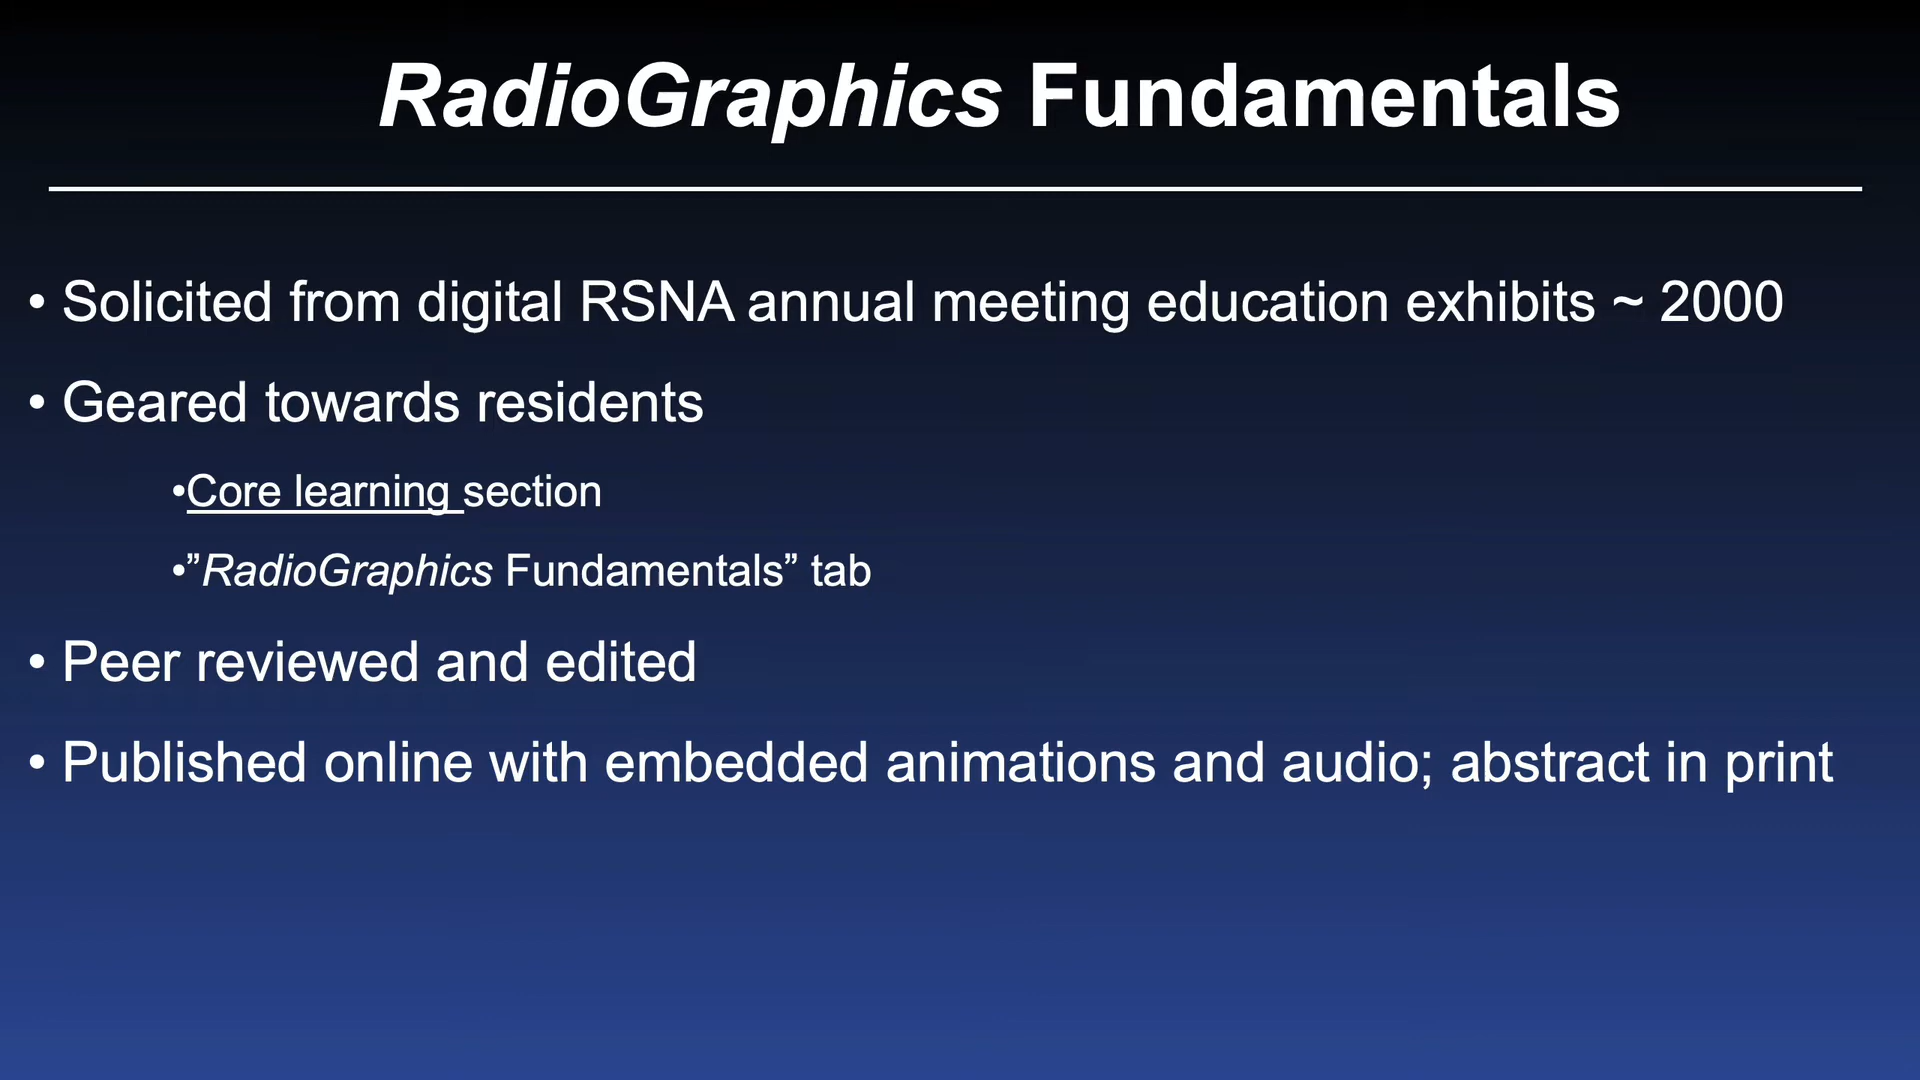 RadioGraphics Fundamentals
• Solicited from digital RSNA annual meeting education exhibits ~ 2000
• Geared towards residents
•Core learning section
•”RadioGraphics Fundamentals” tab
• Peer reviewed and edited
• Published online with embedded animations and audio; abstract in print